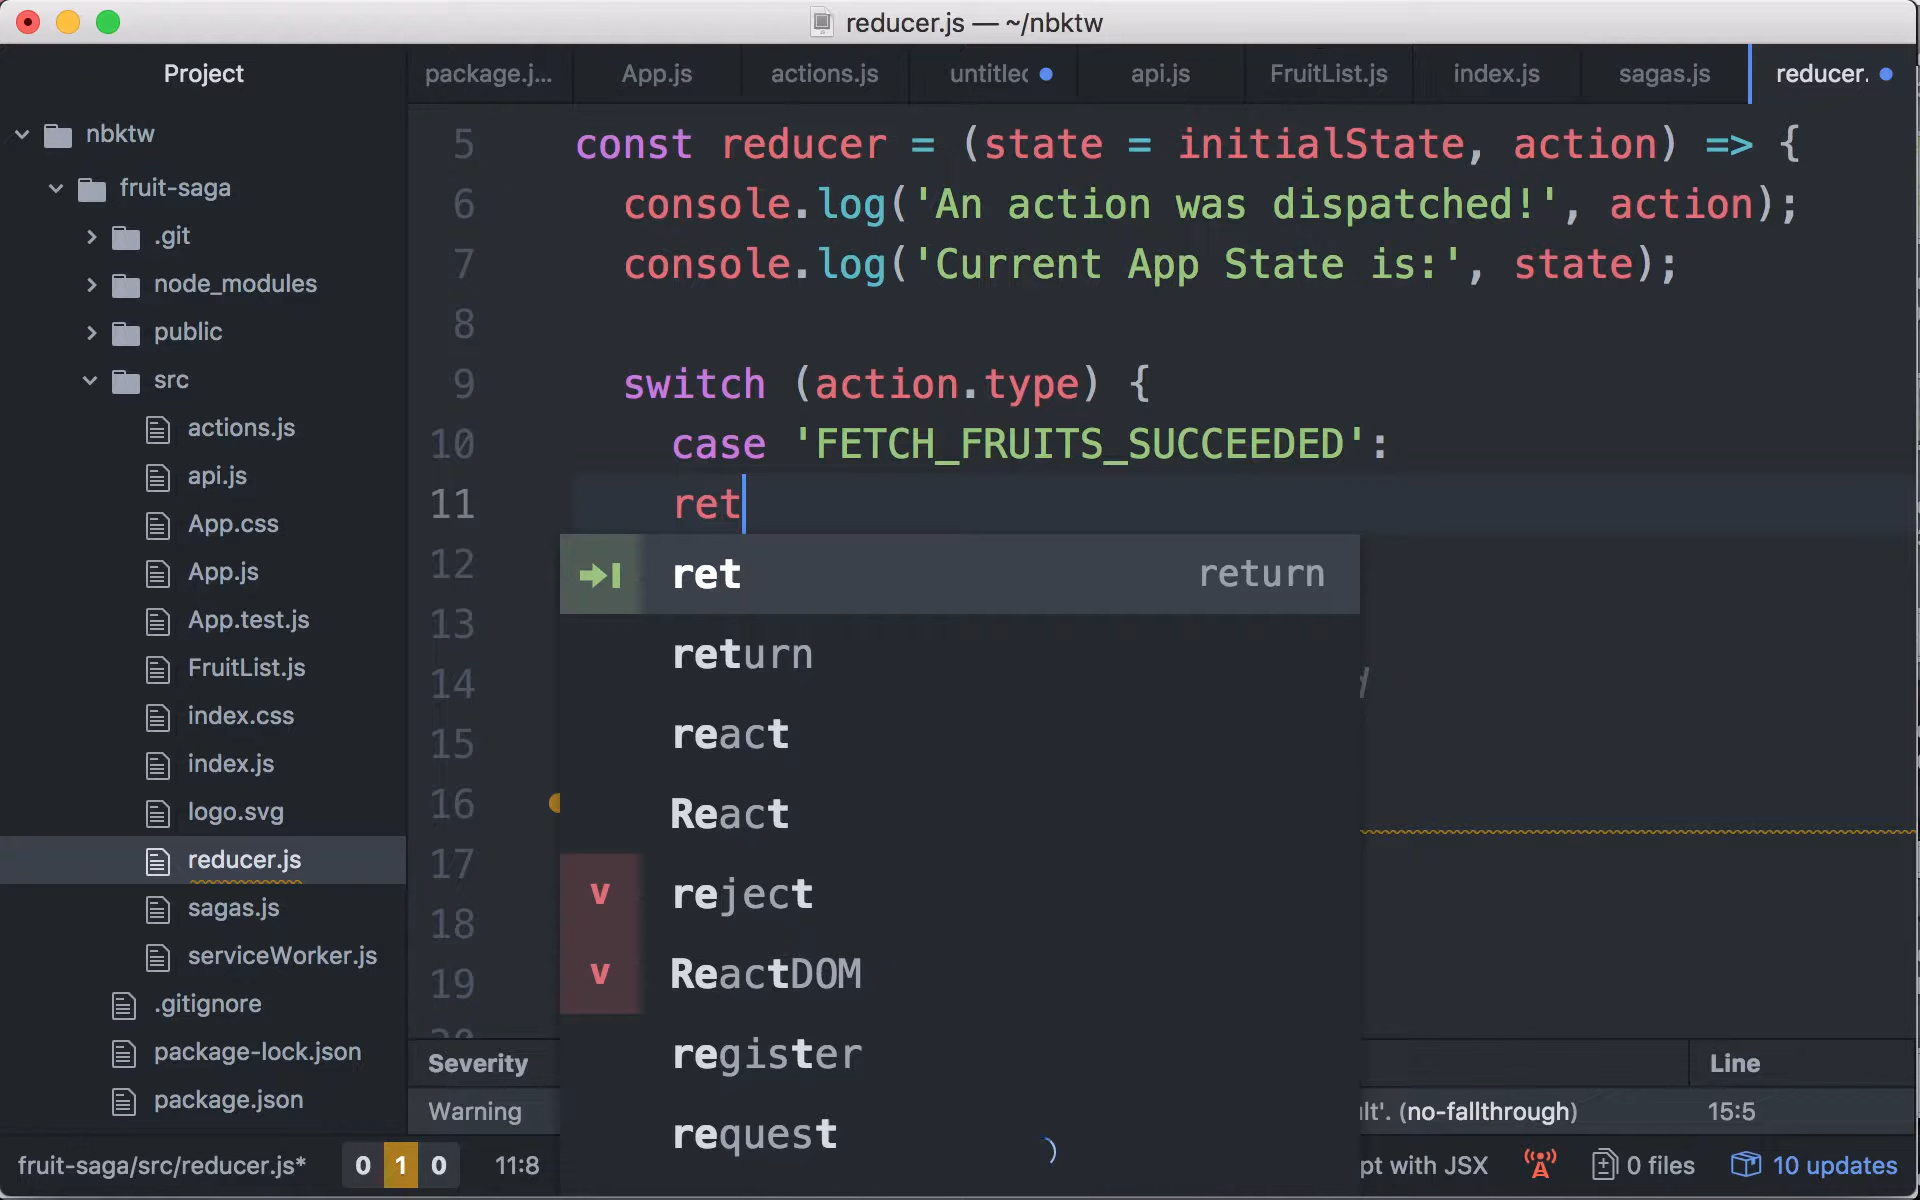 reducer.js — ~/nbktw
Project
package.j...
App.js
actions.js
untitled
api.js
FruitList.js
index.js
sagas.js
reducer.
nbktw
fruit-saga
.git
node_modules
public
src
actions.js
api.js
App.css
App.js
App.test.js
FruitList.js
index.css
index.js
logo.svg
reducer.js
sagas.js
serviceWorker.js
.gitignore
package-lock.json
package.json
5 const reducer = (state = initialState, action) => {
6 console.log('An action was dispatched!', action);
7 console.log('Current App State is:', state);
8
9 switch (action.type) {
10 case 'FETCH_FRUITS_SUCCEEDED':
11 ret
12
13
14
15
16
17
18
19
ret return
return
react
React
v reject
v ReactDOM
register
request
Severity
Line
Warning
lt'. (no-fallthrough)
15:5
fruit-saga/src/reducer.js*
0 1 0
11:8
pt with JSX
0 files
10 updates